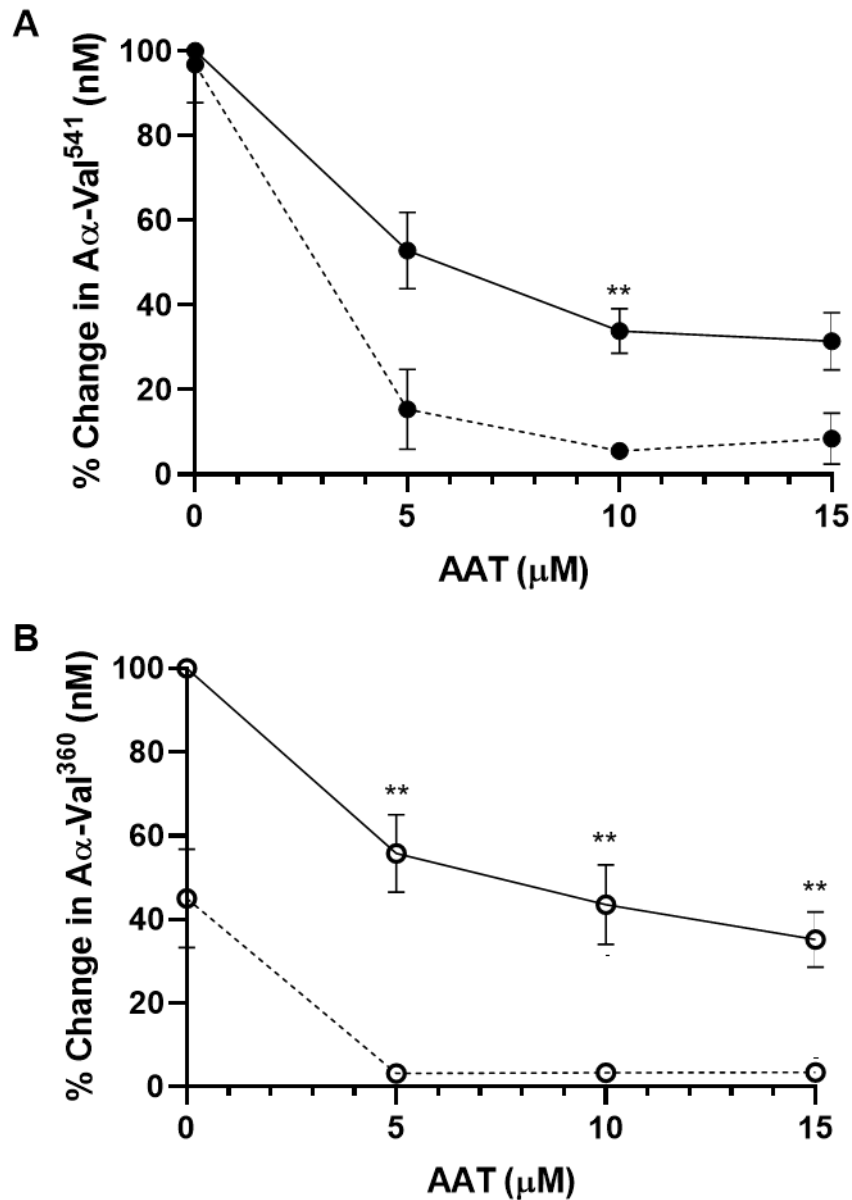 A
% Change in Aα-Val⁵⁴¹ (nM)
100
80
60
40
20
0
**
0 5 10 15
AAT (μM)
B
% Change in Aα-Val³⁶⁰ (nM)
100
80
60
40
20
0
**
**
**
0 5 10 15
AAT (μM)